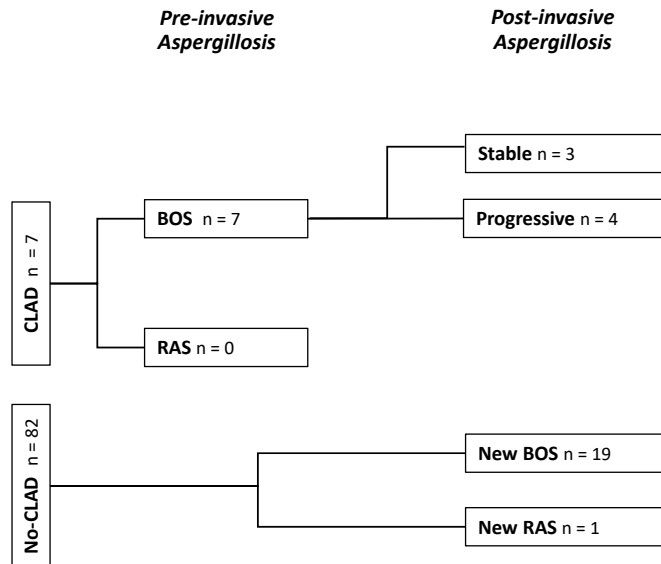 Pre-invasive
Aspergillosis
Post-invasive
Aspergillosis
Stable n = 3
BOS n = 7
Progressive n = 4
CLAD n = 7
RAS n = 0
New BOS n = 19
No-CLAD n = 82
New RAS n = 1